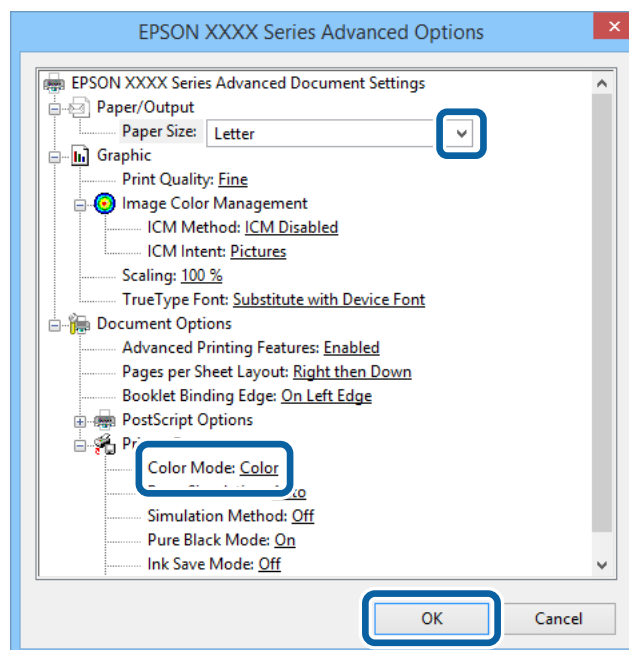 EPSON XXXX Series Advanced Options
EPSON XXXX Series Advanced Document Settings
Paper/Output
Paper Size: Letter
Graphic
Print Quality: Fine
Image Color Management
ICM Method: ICM Disabled
ICM Intent: Pictures
Scaling: 100 %
TrueType Font: Substitute with Device Font
Document Options
Advanced Printing Features: Enabled
Pages per Sheet Layout: Right then Down
Booklet Binding Edge: On Left Edge
PostScript Options
Color Mode: Color
Simulation Method: Off
Pure Black Mode: On
Ink Save Mode: Off
OK Cancel